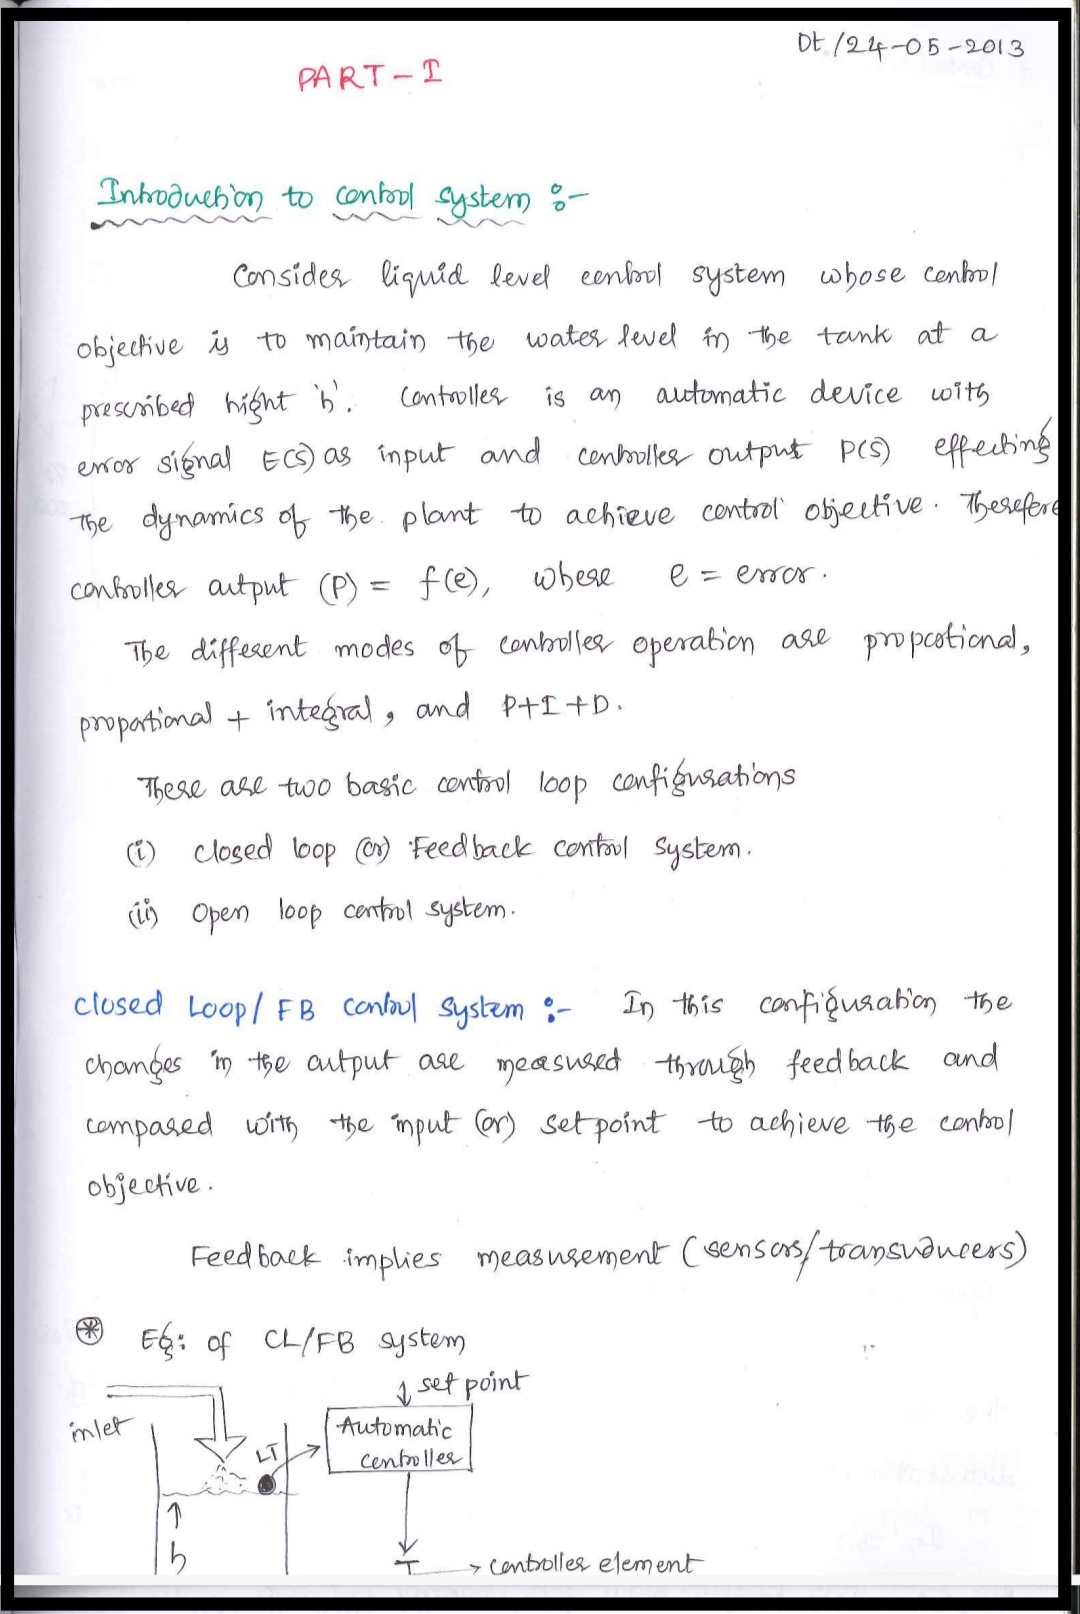 Dt/24-05-2013
PART-I
Introduction to control system :-
Consider liquid level control system whose control
objective is to maintain the water level in the tank at a
prescribed hight 'h'. Controller is an automatic device with
error signal E(S) as input and controller output P(S) effecting
the dynamics of the plant to achieve control objective. Therefore
controller output (P) = f(e), where e = error.
The different modes of controller operation are propotional,
proportional + integral, and P+I+D.
There are two basic control loop configurations
(i) closed loop (or) Feedback control system.
(ii) Open loop control system.
closed Loop/FB control system :- In this configuration the
changes in the output are measured through feedback and
compared with the input (or) set point to achieve the control
objective.
Feedback implies measurement (sensors/transuducers)
* Eg: of CL/FB system
set point
inlet
Automatic
controller
LT
h
controller element